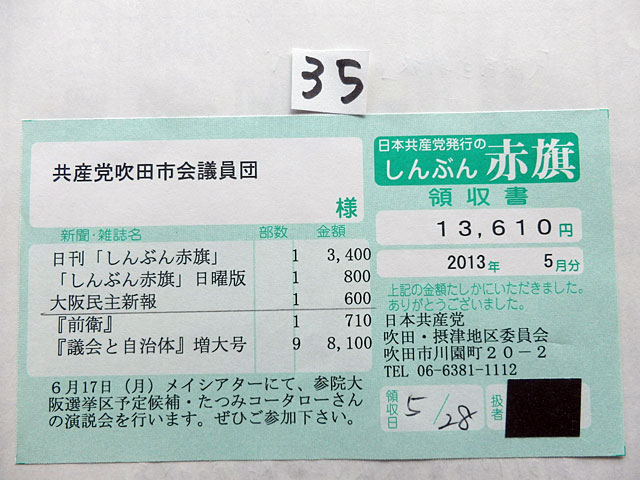 35
共産党吹田市会議員団
様
新聞・雑誌名 部数 金額
日刊「しんぶん赤旗」 1 3,400
「しんぶん赤旗」日曜版 1 800
大阪民主新報 1 600
『前衛』 1 710
『議会と自治体』増大号 9 8,100
6月17日(月)メイシアターにて、参院大
阪選挙区予定候補・たつみコータローさん
の演説会を行います。ぜひご参加下さい。
日本共産党発行の
しんぶん 赤旗
領収書
13,610円
2013年 5月分
上記の金額たしかにいただきました。
ありがとうございました。
日本共産党
吹田・摂津地区委員会
吹田市川園町20-2
TEL 06-6381-1112
領収日 5/28 扱者